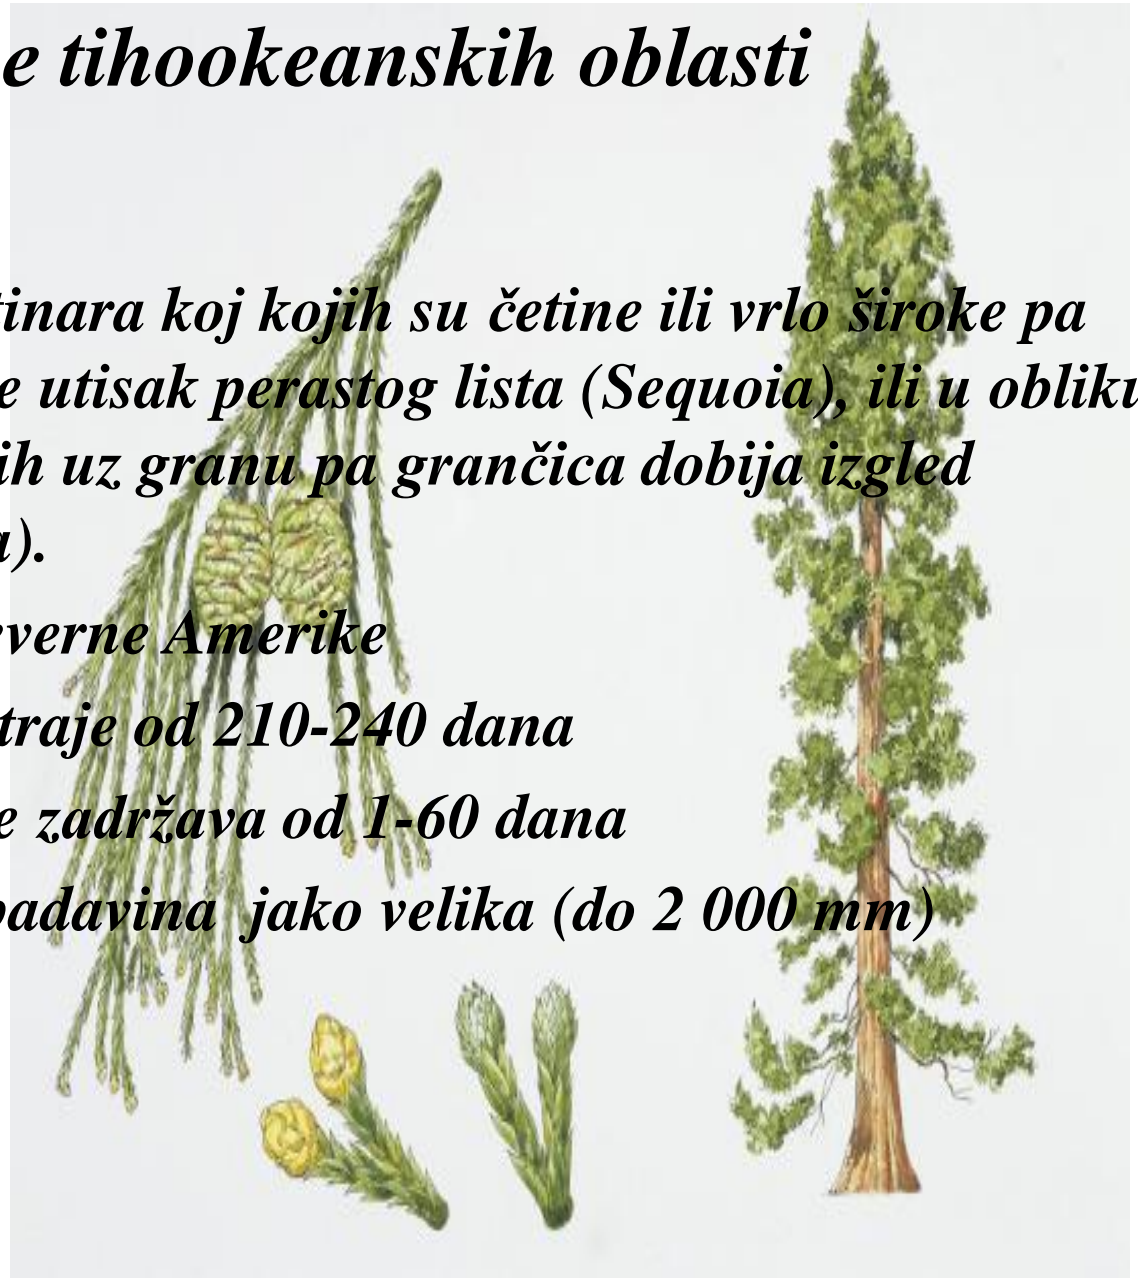 e tihookeanskih oblasti
tinara koj kojih su četine ili vrlo široke pa
e utisak perastog lista (Sequoia), ili u obliku
ih uz granu pa grančica dobija izgled
a).
verne Amerike
traje od 210-240 dana
e zadržava od 1-60 dana
padavina jako velika (do 2 000 mm)